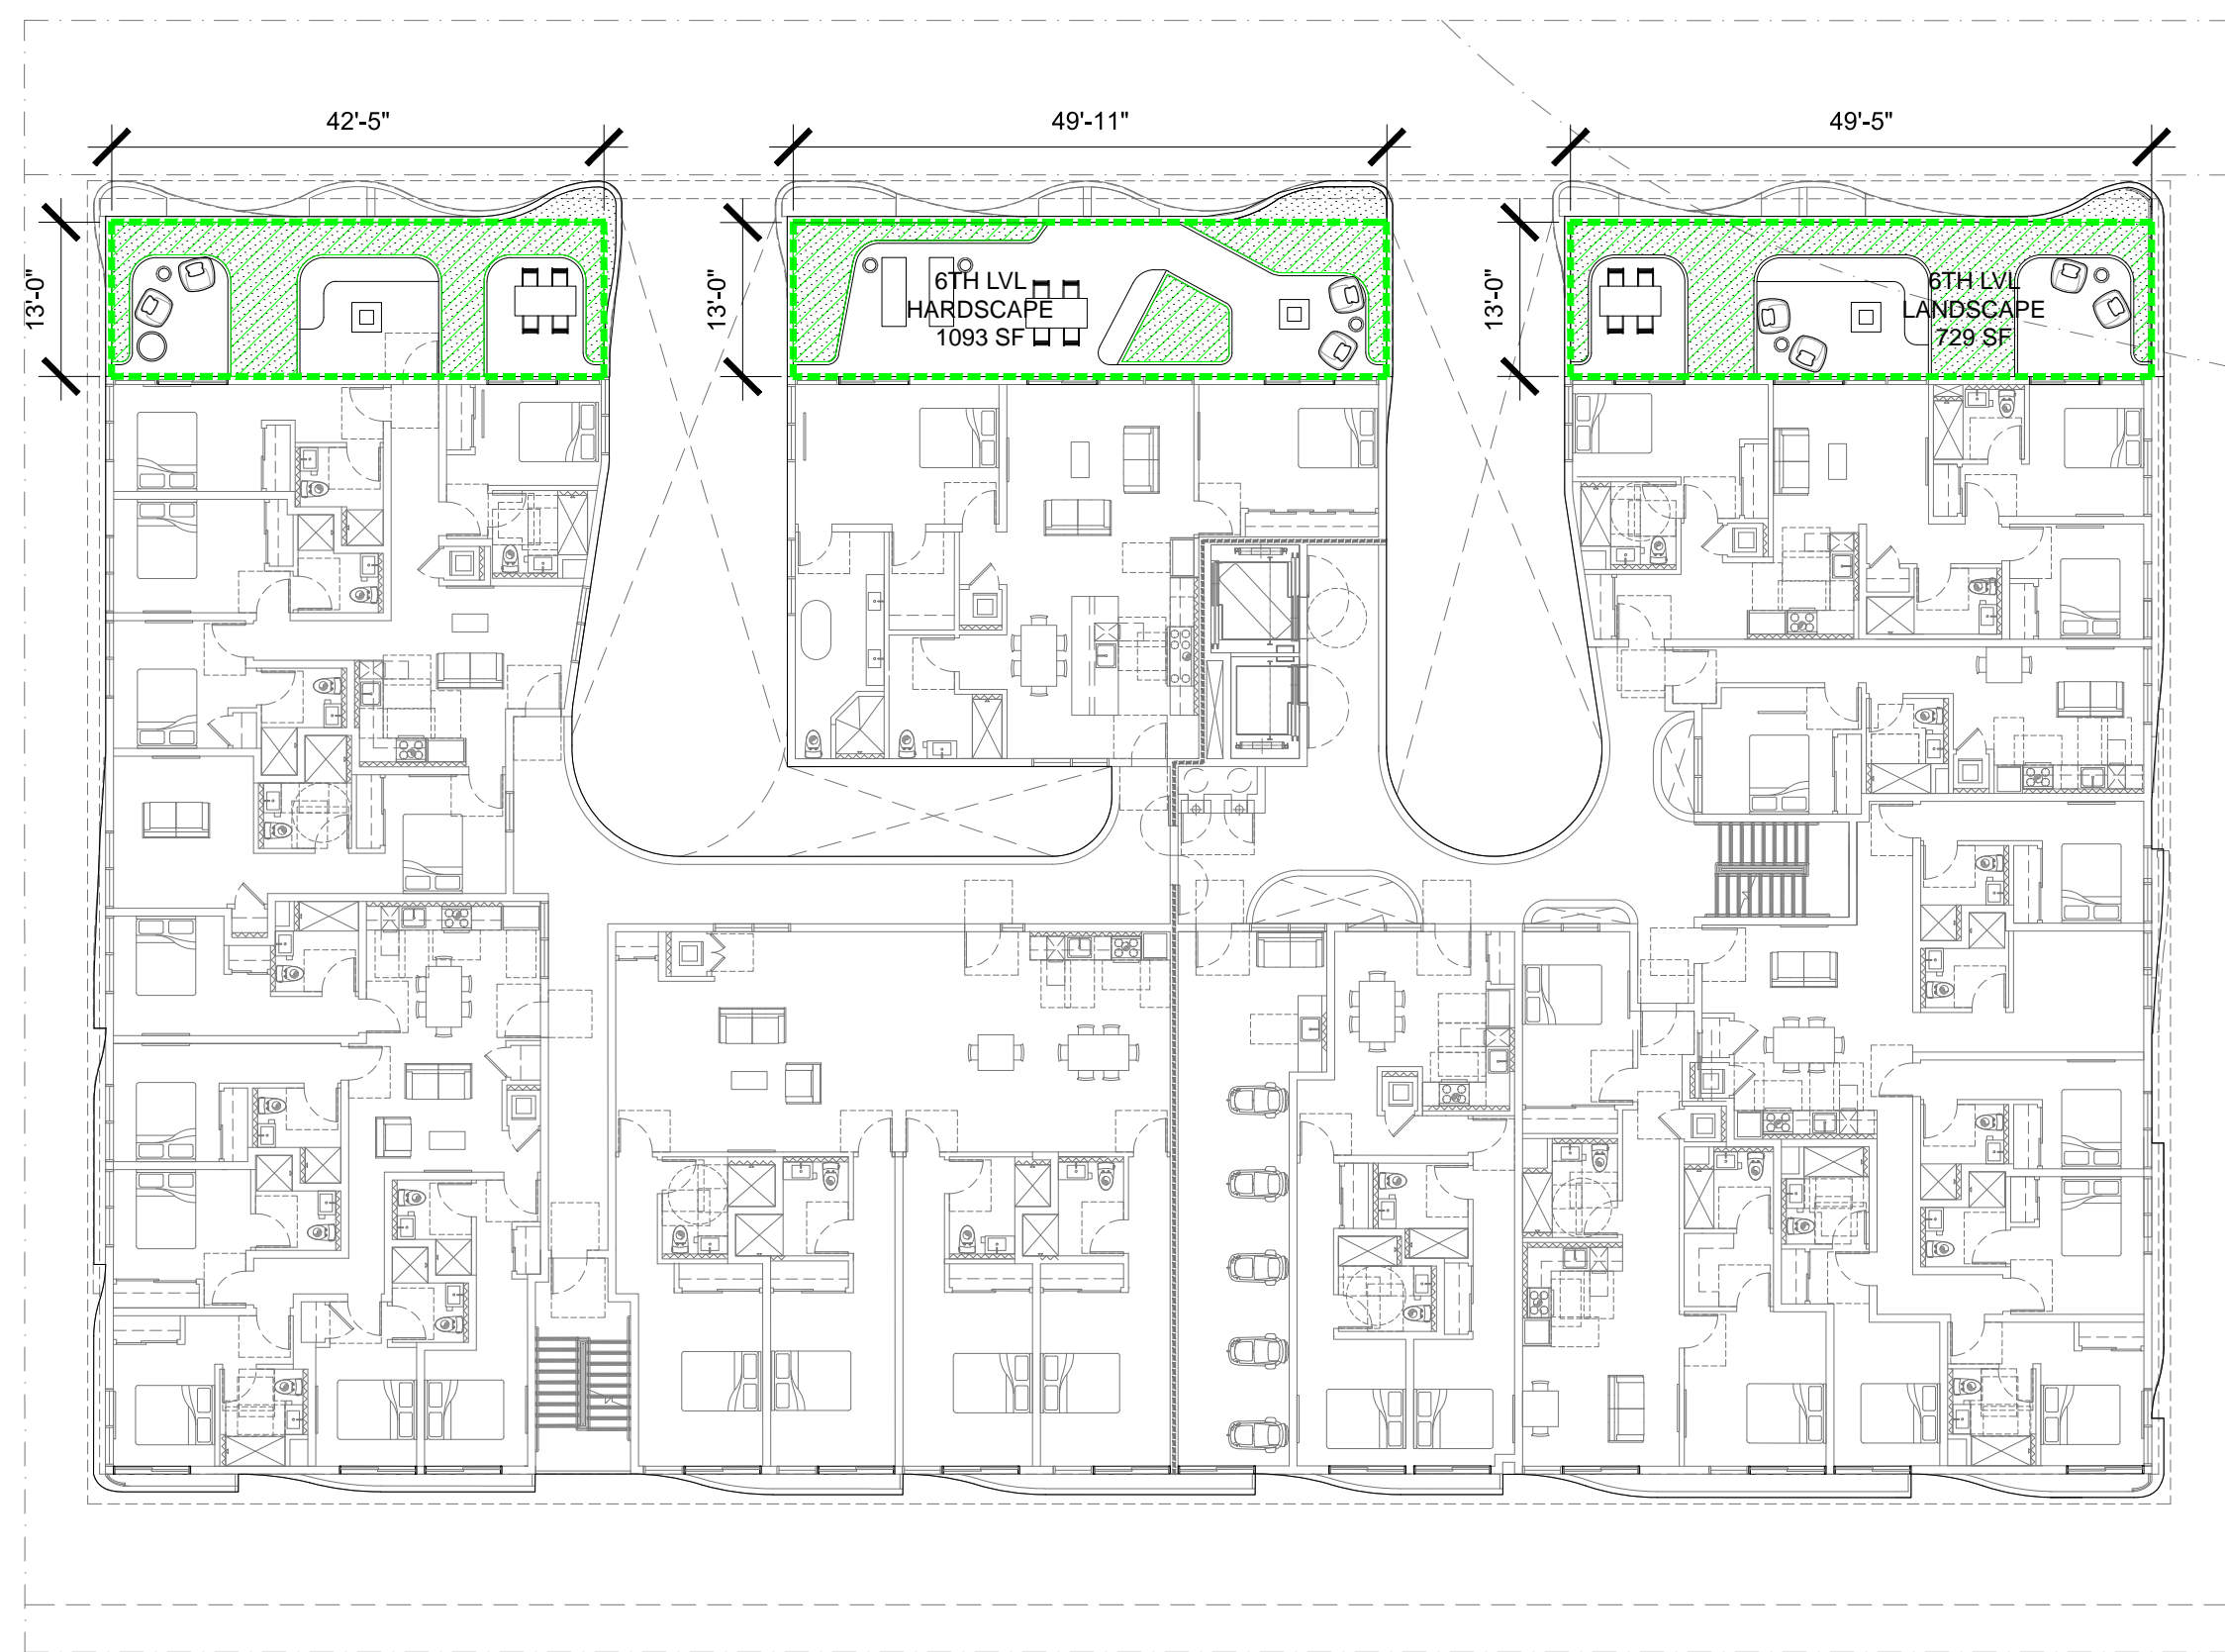 42'-5"
49'-11"
49'-5"
13'-0"
13'-0"
13'-0"
6TH LVL
HARDSCAPE
1093 SF
6TH LVL
LANDSCAPE
729 SF